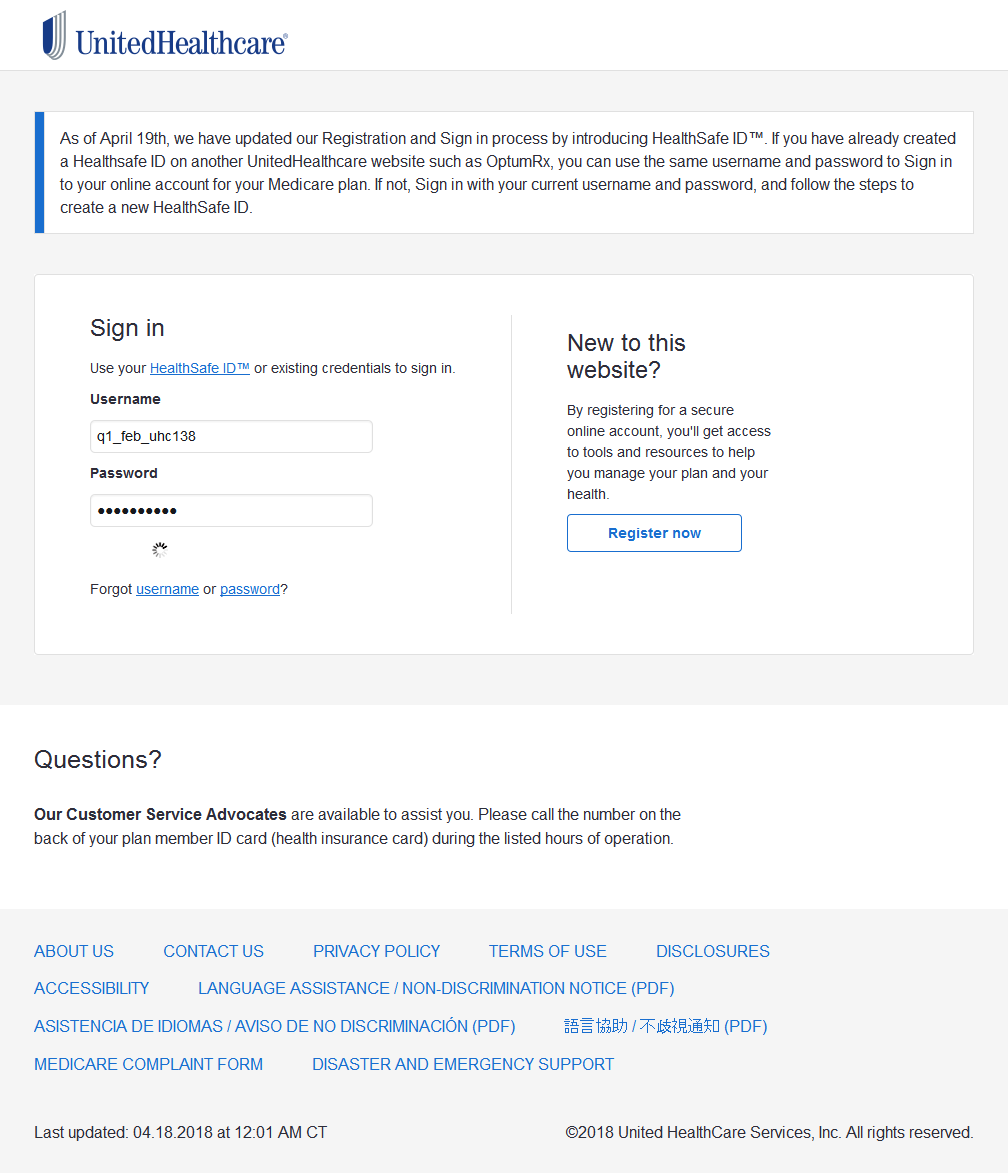 UnitedHealthcare®
As of April 19th, we have updated our Registration and Sign in process by introducing HealthSafe ID™. If you have already created
a Healthsafe ID on another UnitedHealthcare website such as OptumRx, you can use the same username and password to Sign in
to your online account for your Medicare plan. If not, Sign in with your current username and password, and follow the steps to
create a new HealthSafe ID.
Sign in
Use your HealthSafe ID™ or existing credentials to sign in.
Username
q1_feb_uhc138
Password
••••••••••
Forgot username or password?
New to this
website?
By registering for a secure
online account, you'll get access
to tools and resources to help
you manage your plan and your
health.
Register now
Questions?
Our Customer Service Advocates are available to assist you. Please call the number on the
back of your plan member ID card (health insurance card) during the listed hours of operation.
ABOUT US CONTACT US PRIVACY POLICY TERMS OF USE DISCLOSURES
ACCESSIBILITY LANGUAGE ASSISTANCE / NON-DISCRIMINATION NOTICE (PDF)
ASISTENCIA DE IDIOMAS / AVISO DE NO DISCRIMINACIÓN (PDF) 語言協助 / 不歧視通知 (PDF)
MEDICARE COMPLAINT FORM DISASTER AND EMERGENCY SUPPORT
Last updated: 04.18.2018 at 12:01 AM CT ©2018 United HealthCare Services, Inc. All rights reserved.